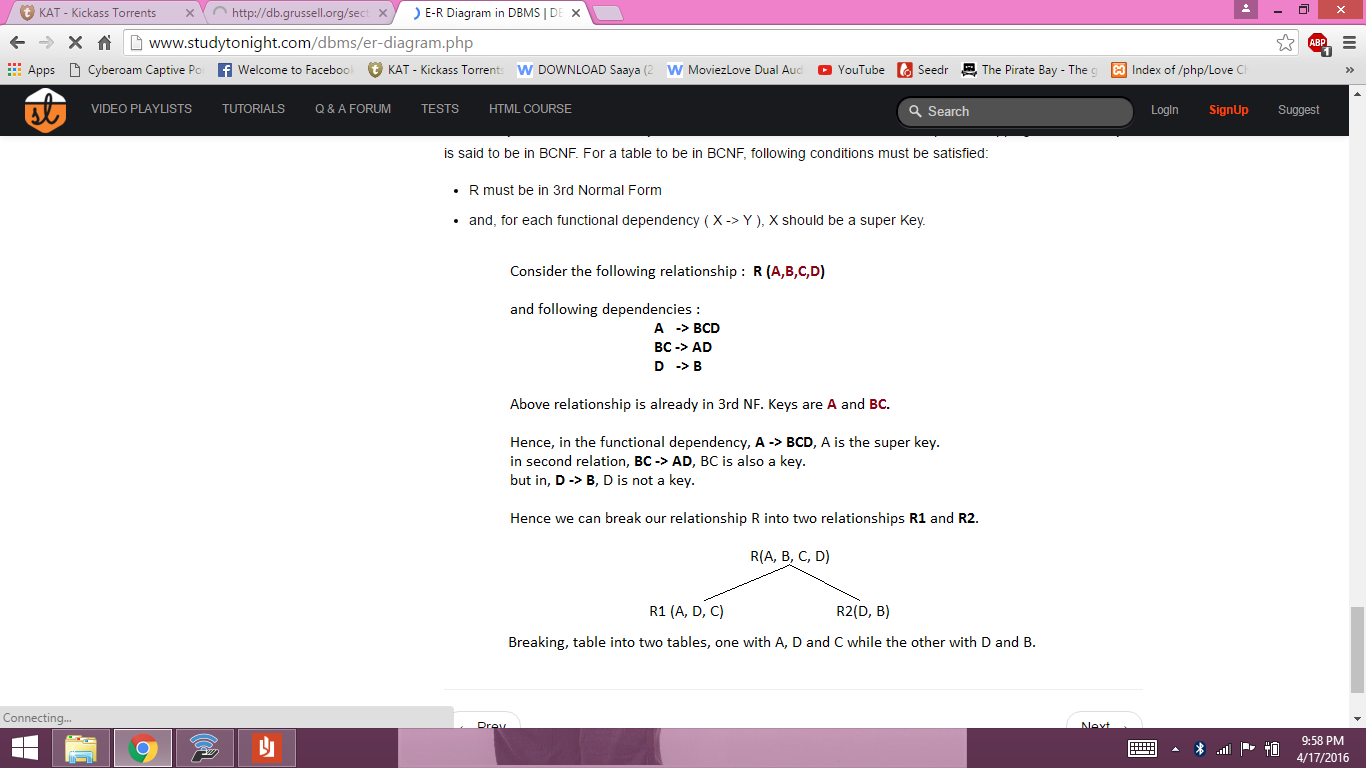 KAT - Kickass Torrents
http://db.grussell.org/sect
E-R Diagram in DBMS | DB
www.studytonight.com/dbms/er-diagram.php
ABP
1
Apps
Cyberoam Captive Po
Welcome to Facebook
KAT - Kickass Torrents
DOWNLOAD Saaya (2
MoviezLove Dual Aud
YouTube
Seedr
The Pirate Bay - The g
Index of /php/Love Ch
»
sl
VIDEO PLAYLISTS
TUTORIALS
Q & A FORUM
TESTS
HTML COURSE
Search
LogIn
SignUp
Suggest
is said to be in BCNF. For a table to be in BCNF, following conditions must be satisfied:
• R must be in 3rd Normal Form
• and, for each functional dependency ( X -> Y ), X should be a super Key.
Consider the following relationship : R (A,B,C,D)
and following dependencies :
A -> BCD
BC -> AD
D -> B
Above relationship is already in 3rd NF. Keys are A and BC.
Hence, in the functional dependency, A -> BCD, A is the super key.
in second relation, BC -> AD, BC is also a key.
but in, D -> B, D is not a key.
Hence we can break our relationship R into two relationships R1 and R2.
R(A, B, C, D)
R1 (A, D, C)
R2(D, B)
Breaking, table into two tables, one with A, D and C while the other with D and B.
← Prev
Next →
Connecting...
9:58 PM
4/17/2016